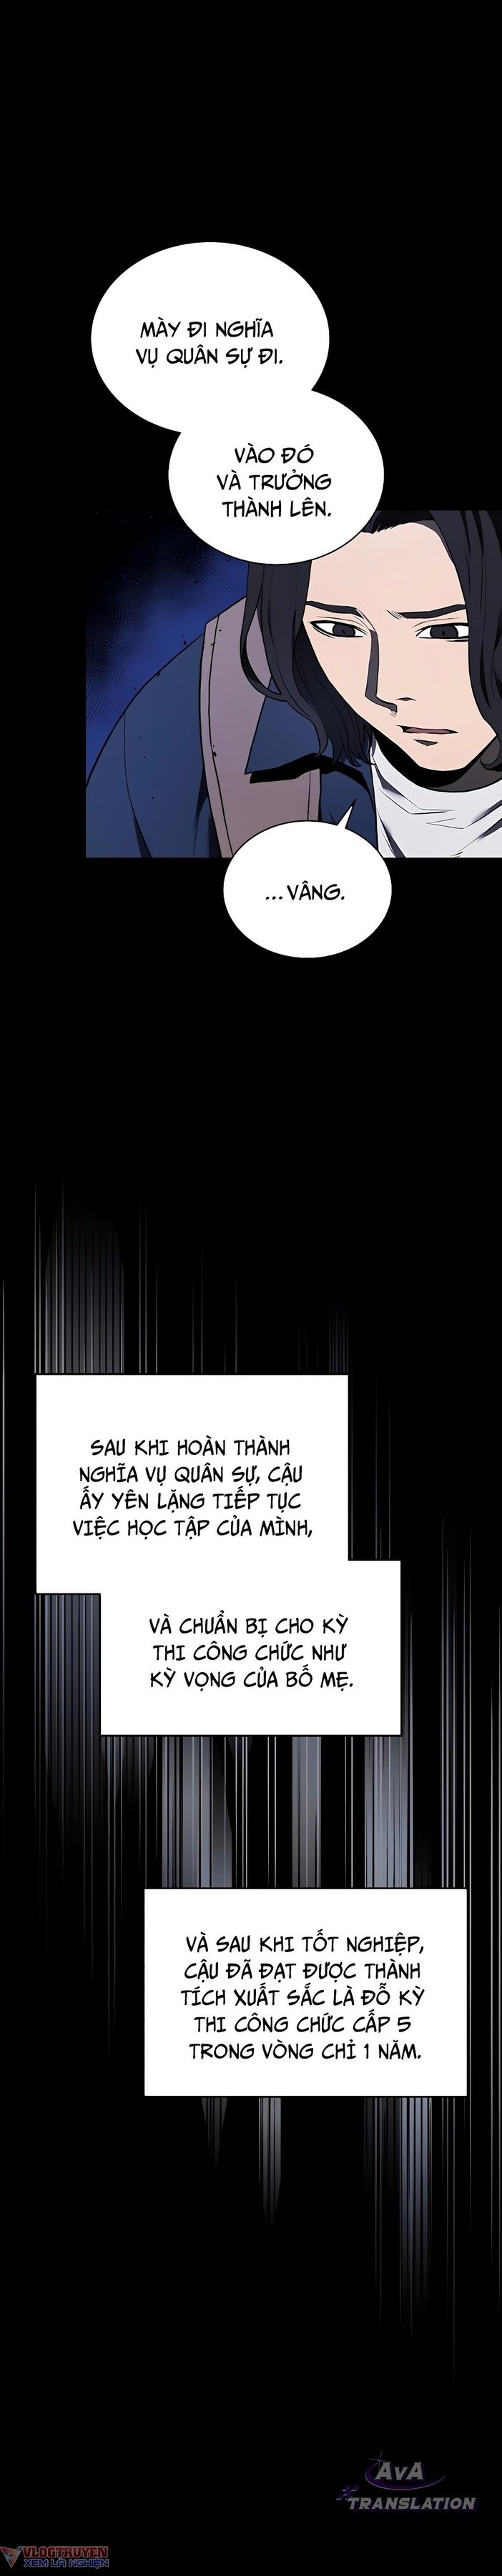 MÀY ĐI NGHĨA
VỤ QUÂN SỰ ĐI.
VÀO ĐÓ
VÀ TRƯỞNG
THÀNH LÊN.
...VÂNG.
SAU KHI HOÀN THÀNH
NGHĨA VỤ QUÂN SỰ, CẬU
ẤY YÊN LẶNG TIẾP TỤC
VIỆC HỌC TẬP CỦA MÌNH,
VÀ CHUẨN BỊ CHO KỲ
THI CÔNG CHỨC NHƯ
KỲ VỌNG CỦA BỐ MẸ.
VÀ SAU KHI TỐT NGHIỆP,
CẬU ĐÃ ĐẠT ĐƯỢC THÀNH
TÍCH XUẤT SẮC LÀ ĐỖ KỲ
THI CÔNG CHỨC CẤP 5
TRONG VÒNG CHỈ 1 NĂM.
AVA
TRANSLATION
VLOGTRUYEN
XEM LÀ NGHIỆN